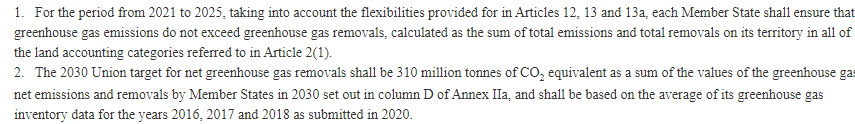 1. For the period from 2021 to 2025, taking into account the flexibilities provided for in Articles 12, 13 and 13a, each Member State shall ensure that
greenhouse gas emissions do not exceed greenhouse gas removals, calculated as the sum of total emissions and total removals on its territory in all of
the land accounting categories referred to in Article 2(1).
2. The 2030 Union target for net greenhouse gas removals shall be 310 million tonnes of CO₂ equivalent as a sum of the values of the greenhouse
net emissions and removals by Member States in 2030 set out in column D of Annex IIa, and shall be based on the average of its greenhouse gas
inventory data for the years 2016, 2017 and 2018 as submitted in 2020.